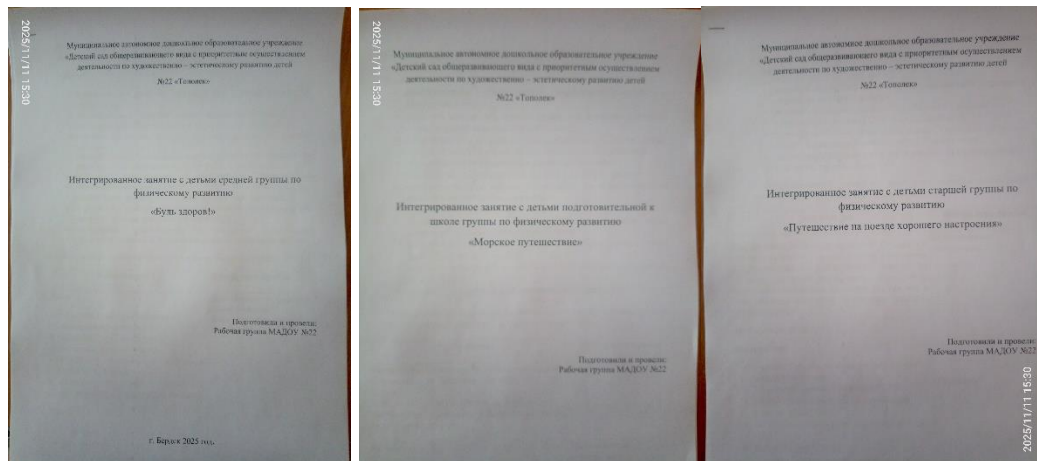 2025/11/11 15:30
Муниципальное автономное дошкольное образовательное учреждение
«Детский сад общеразвивающего вида с приоритетным осуществлением
деятельности по художественно – эстетическому развитию детей
№22 «Тополек»
Интегрированное занятие с детьми средней группы по
физическому развитию
«Будь здоров!»
Подготовили и провели:
Рабочая группа МАДОУ №22
г. Бердск 2025 год.
2025/11/11 15:30
Муниципальное автономное дошкольное образовательное учреждение
«Детский сад общеразвивающего вида с приоритетным осуществлением
деятельности по художественно – эстетическому развитию детей
№22 «Тополек»
Интегрированное занятие с детьми подготовительной к
школе группы по физическому развитию
«Морское путешествие»
Подготовили и провели:
Рабочая группа МАДОУ №22
Муниципальное автономное дошкольное образовательное учреждение
«Детский сад общеразвивающего вида с приоритетным осуществлением
деятельности по художественно – эстетическому развитию детей
№22 «Тополек»
Интегрированное занятие с детьми старшей группы по
физическому развитию
«Путешествие на поезде хорошего настроения»
Подготовили и провели:
Рабочая группа МАДОУ №22
2025/11/11 15:30